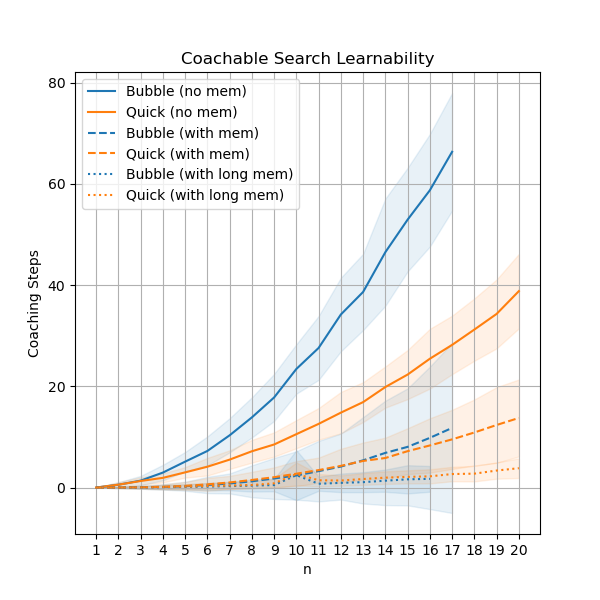 Coachable Search Learnability
Bubble (no mem)
Quick (no mem)
Bubble (with mem)
Quick (with mem)
Bubble (with long mem)
Quick (with long mem)
Coaching Steps
80
60
40
20
0
1 2 3 4 5 6 7 8 9 10 11 12 13 14 15 16 17 18 19 20
n